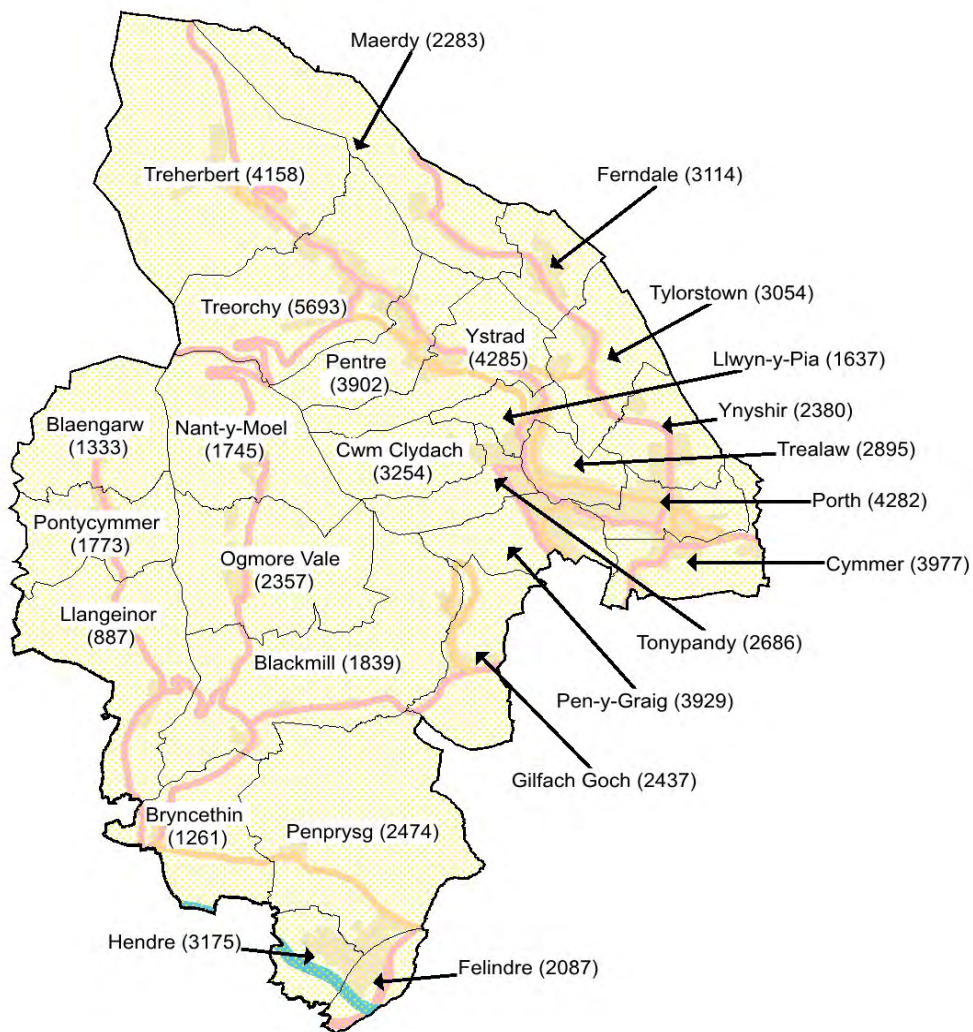 Maerdy (2283)
Treherbert (4158)
Ferndale (3114)
Tylorstown (3054)
Treorchy (5693)
Ystrad
(4285)
Llwyn-y-Pia (1637)
Pentre
(3902)
Ynyshir (2380)
Blaengarw
(1333)
Nant-y-Moel
(1745)
Cwm Clydach
(3254)
Trealaw (2895)
Porth (4282)
Pontycymmer
(1773)
Ogmore Vale
(2357)
Cymmer (3977)
Llangeinor
(887)
Tonypandy (2686)
Blackmill (1839)
Pen-y-Graig (3929)
Gilfach Goch (2437)
Bryncethin
(1261)
Penprysg (2474)
Hendre (3175)
Felindre (2087)